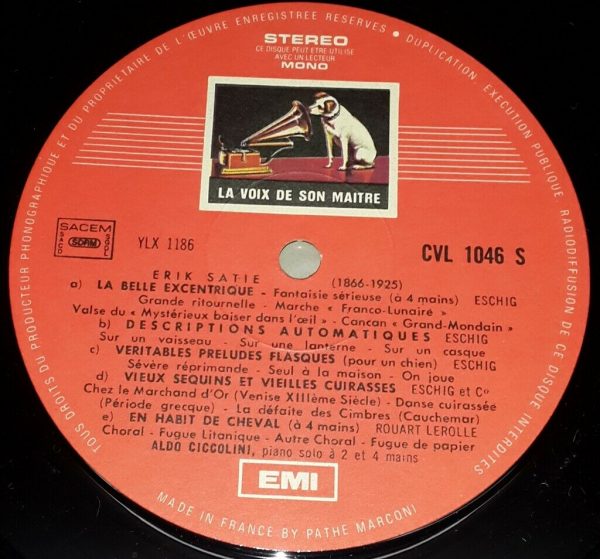 TOUS DROITS DU PRODUCTEUR PHONOGRAPHIQUE ET DU PROPRIETAIRE DE L'ŒUVRE ENREGISTREE RESERVES • DUPLICATION EXECUTION PUBLIQUE RADIODIFFUSION DE CE DISQUE INTERDITES
STEREO
CE DISQUE PEUT ETRE UTILISE
AVEC UN LECTEUR
MONO
LA VOIX DE SON MAITRE
SACEM
SACD SDRM SGDL
YLX 1186
CVL 1046 S
ERIK SATIE (1866-1925)
a) LA BELLE EXCENTRIQUE - Fantaisie sérieuse (à 4 mains) ESCHIG
Grande ritournelle - Marche « Franco-Lunaire »
Valse du « Mystérieux baiser dans l'œil » - Cancan « Grand-Mondain »
b) DESCRIPTIONS AUTOMATIQUES ESCHIG
Sur un vaisseau - Sur une lanterne - Sur un casque
c) VERITABLES PRELUDES FLASQUES (pour un chien) ESCHIG
Sévère réprimande - Seul à la maison - On joue
d) VIEUX SEQUINS ET VIEILLES CUIRASSES ESCHIG et Co
Chez le Marchand d'Or (Venise XIIIème Siècle) - Danse cuirassée
(Période grecque) - La défaite des Cimbres (Cauchemar)
e) EN HABIT DE CHEVAL (à 4 mains) ROUART LEROLLE
Choral - Fugue Litanique - Autre Choral - Fugue de papier
ALDO CICCOLINI, piano solo à 2 et 4 mains
EMI
MADE IN FRANCE BY PATHE MARCONI